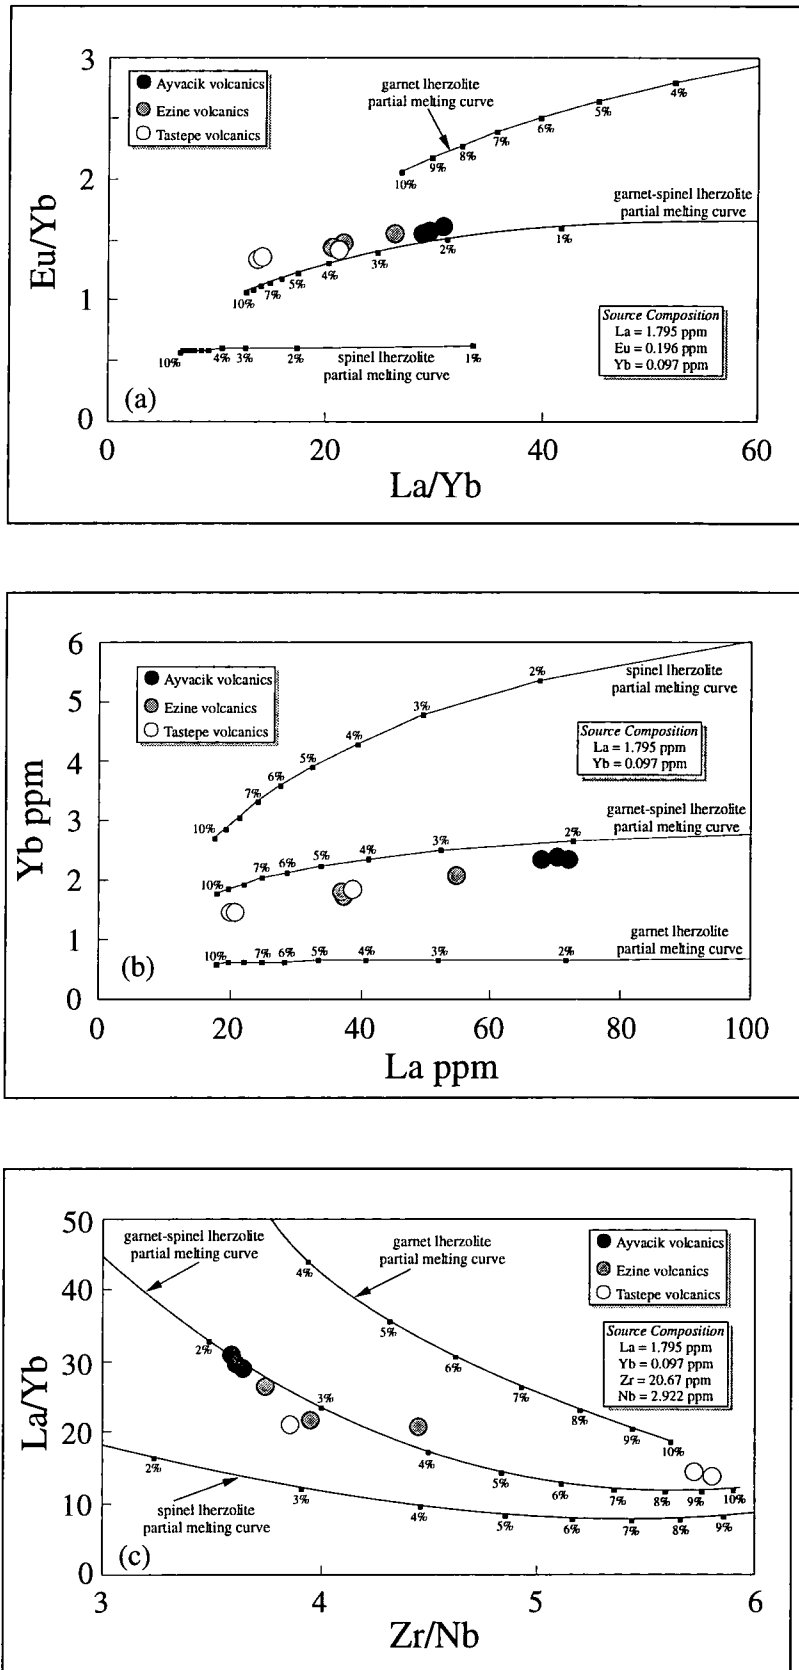 3
2
1
0
Eu/Yb
Ayvacik volcanics
Ezine volcanics
Tastepe volcanics
garnet lherzolite
partial melting curve
10%
9%
8%
7%
6%
5%
4%
garnet-spinel lherzolite
partial melting curve
10%
7%
5%
4%
3%
2%
1%
Source Composition
La = 1.795 ppm
Eu = 0.196 ppm
Yb = 0.097 ppm
10%
4%
3%
2%
1%
spinel lherzolite
partial melting curve
(a)
0
20
40
60
La/Yb
6
5
4
3
2
1
0
Yb ppm
Ayvacik volcanics
Ezine volcanics
Tastepe volcanics
spinel lherzolite
partial melting curve
10%
7%
6%
5%
4%
3%
2%
Source Composition
La = 1.795 ppm
Yb = 0.097 ppm
garnet-spinel lherzolite
partial melting curve
10%
7%
6%
5%
4%
3%
2%
garnet lherzolite
partial melting curve
10%
7%
6%
5%
4%
3%
2%
(b)
0
20
40
60
80
100
La ppm
50
40
30
20
10
0
La/Yb
garnet-spinel lherzolite
partial melting curve
garnet lherzolite
partial melting curve
Ayvacik volcanics
Ezine volcanics
Tastepe volcanics
Source Composition
La = 1.795 ppm
Yb = 0.097 ppm
Zr = 20.67 ppm
Nb = 2.922 ppm
4%
5%
6%
7%
8%
9%
10%
2%
3%
4%
5%
6%
7%
8%
9%
10%
2%
3%
4%
5%
6%
7%
8%
9%
spinel lherzolite
partial melting curve
(c)
3
4
5
6
Zr/Nb